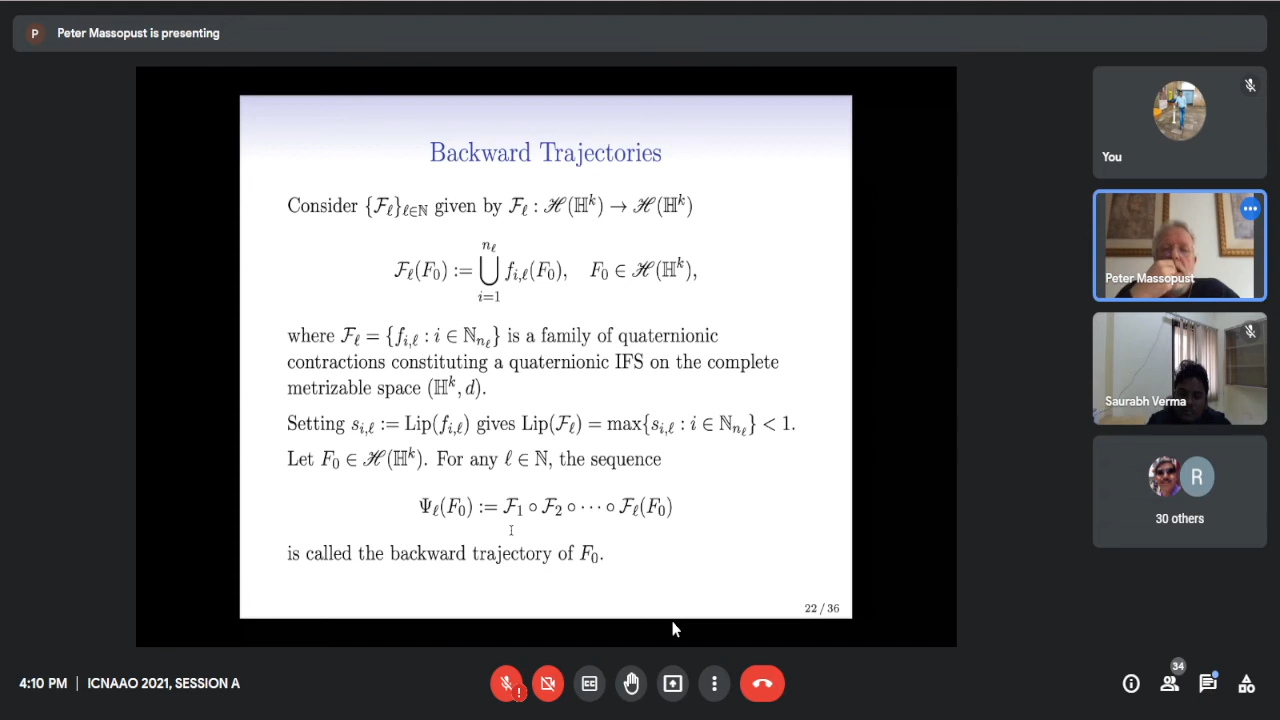 P Peter Massopust is presenting
Backward Trajectories
Consider {ℱ_ℓ}_{ℓ∈ℕ} given by ℱ_ℓ : ℋ(ℍ^k) → ℋ(ℍ^k)
ℱ_ℓ(F_0) := ⋃_{i=1}^{n_ℓ} f_{i,ℓ}(F_0), F_0 ∈ ℋ(ℍ^k),
where ℱ_ℓ = {f_{i,ℓ} : i ∈ ℕ_{n_ℓ}} is a family of quaternionic
contractions constituting a quaternionic IFS on the complete
metrizable space (ℍ^k, d).
Setting s_{i,ℓ} := Lip(f_{i,ℓ}) gives Lip(ℱ_ℓ) = max{s_{i,ℓ} : i ∈ ℕ_{n_ℓ}} < 1.
Let F_0 ∈ ℋ(ℍ^k). For any ℓ ∈ ℕ, the sequence
Ψ_ℓ(F_0) := ℱ_1 ∘ ℱ_2 ∘ ⋯ ∘ ℱ_ℓ(F_0)
is called the backward trajectory of F_0.
22 / 36
You
Peter Massopust
Saurabh Verma
R
30 others
4:10 PM | ICNAAO 2021, SESSION A
!
CC
34